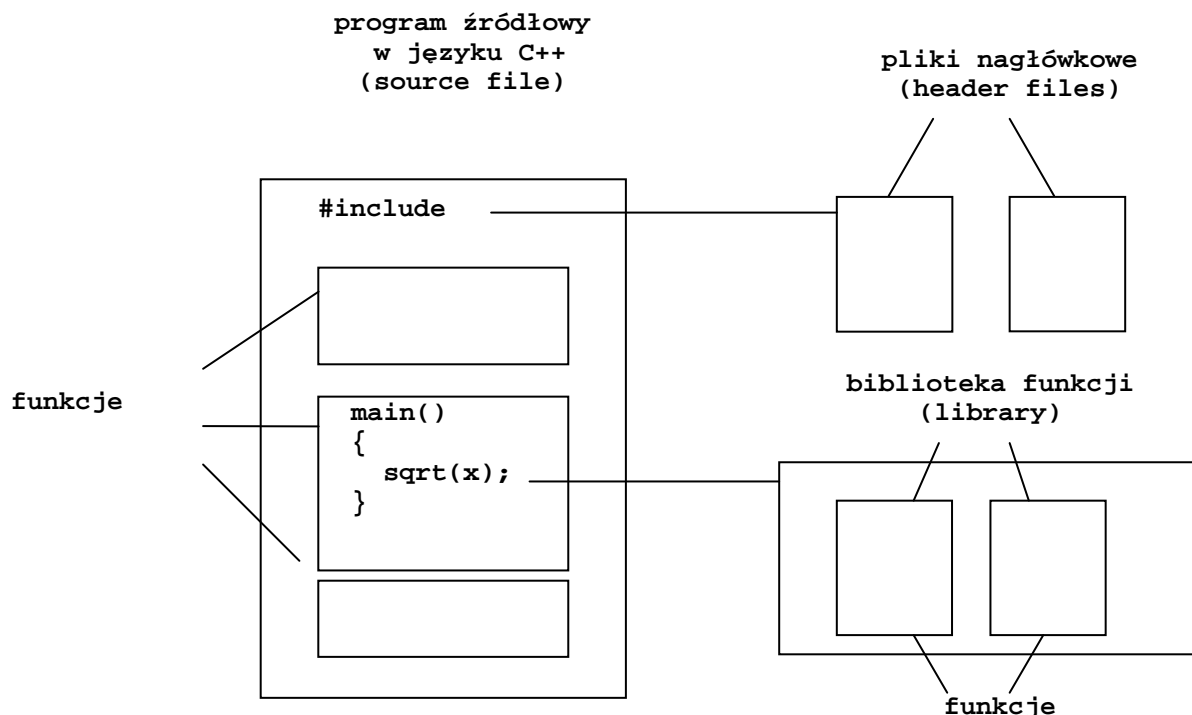 program źródłowy
w języku C++
(source file)
pliki nagłówkowe
(header files)
#include
funkcje
main()
{
sqrt(x);
}
biblioteka funkcji
(library)
funkcje